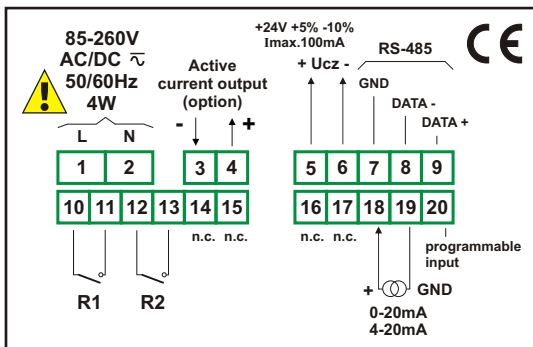 85-260V
AC/DC ⎓~
50/60Hz
4W
L N
Active
current output
(option)
- +
+24V +5% -10%
Imax.100mA
+ Ucz -
RS-485
GND
DATA -
DATA +
CE
1 2 3 4 5 6 7 8 9
10 11 12 13 14 15 16 17 18 19 20
n.c. n.c. n.c. n.c.
R1 R2
programmable
input
+ GND
0-20mA
4-20mA